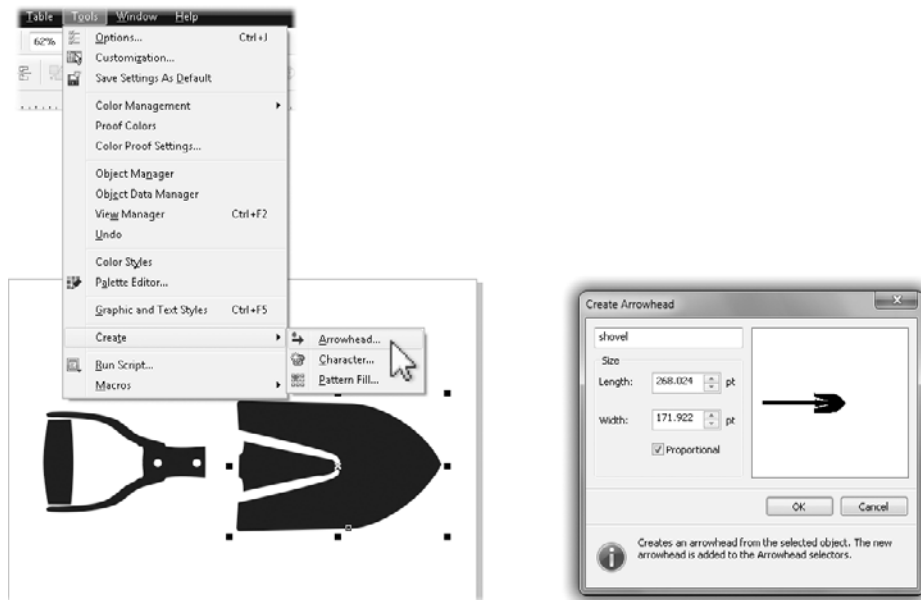 Table Tools Window Help
62%
Options... Ctrl+J
Customization...
Save Settings As Default
Color Management
Proof Colors
Color Proof Settings...
Object Manager
Object Data Manager
View Manager Ctrl+F2
Undo
Color Styles
Palette Editor...
Graphic and Text Styles Ctrl+F5
Create
Arrowhead...
Run Script...
Character...
Macros
Pattern Fill...
Create Arrowhead
shovel
Size
Length: 268.024 pt
Width: 171.922 pt
Proportional
OK Cancel
Creates an arrowhead from the selected object. The new
arrowhead is added to the Arrowhead selectors.